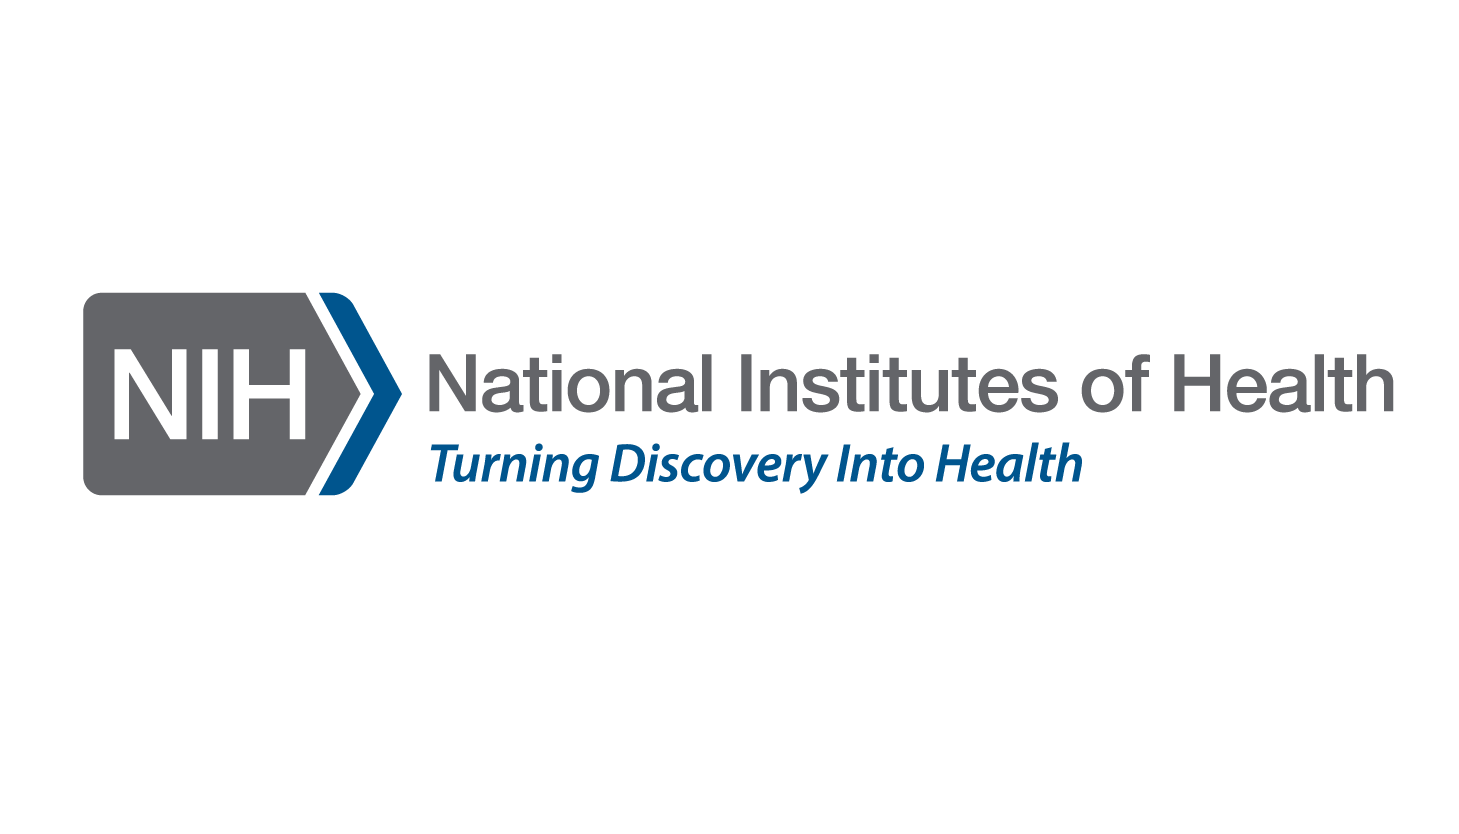 NIH
National Institutes of Health
Turning Discovery Into Health